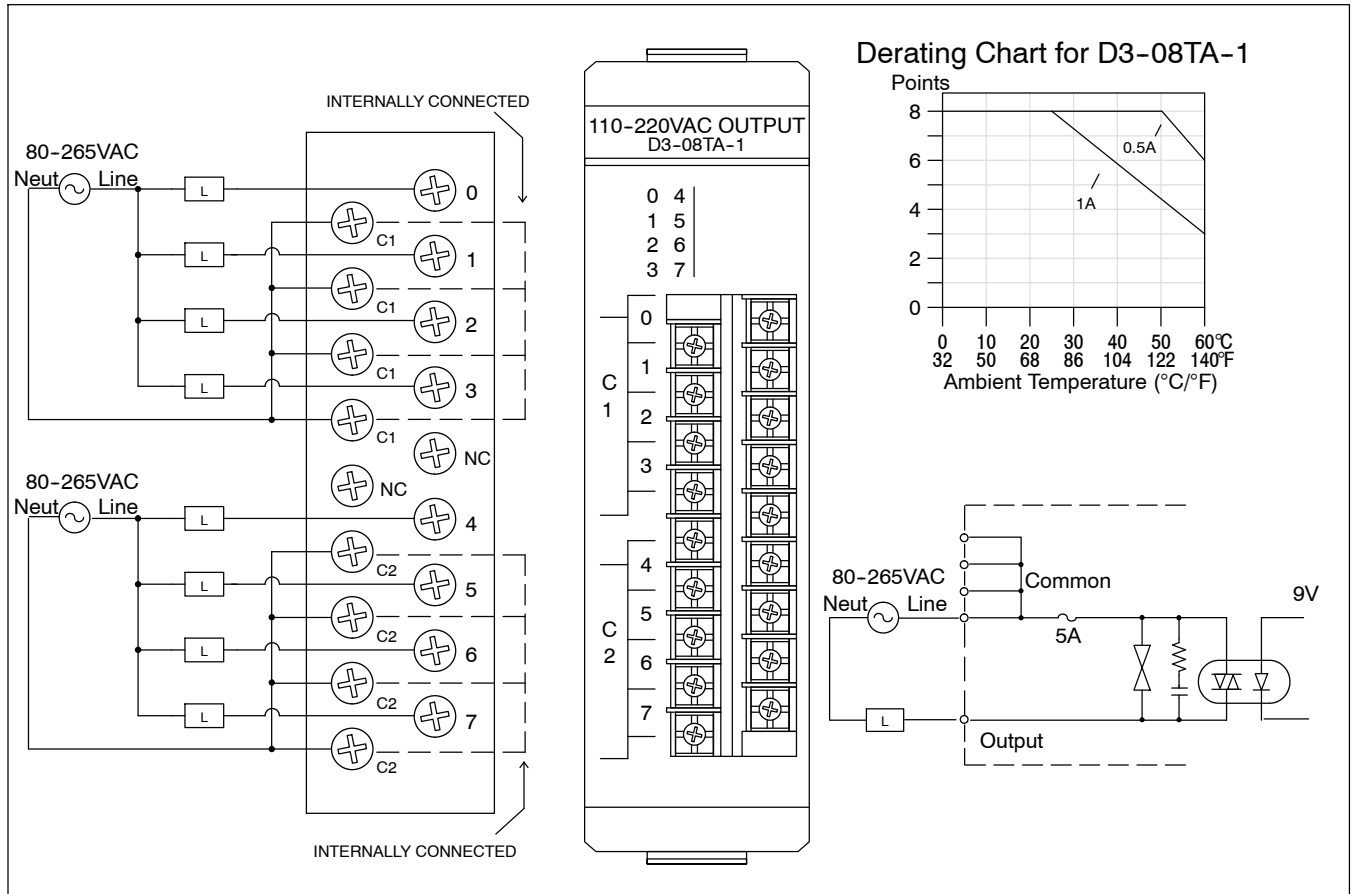 INTERNALLY CONNECTED
80-265VAC
Neut Line
L 0
C1
L 1
C1
L 2
C1
L 3
C1
NC
NC
80-265VAC
Neut Line
L 4
C2
L 5
C2
L 6
C2
L 7
C2
INTERNALLY CONNECTED
110-220VAC OUTPUT
D3-08TA-1
0 4
1 5
2 6
3 7
C1
0
1
2
3
C2
4
5
6
7
Derating Chart for D3-08TA-1
Points
8
6
4
2
0
0.5A
1A
0 10 20 30 40 50 60°C
32 50 68 86 104 122 140°F
Ambient Temperature (°C/°F)
80-265VAC
Neut Line
Common
5A
9V
L
Output